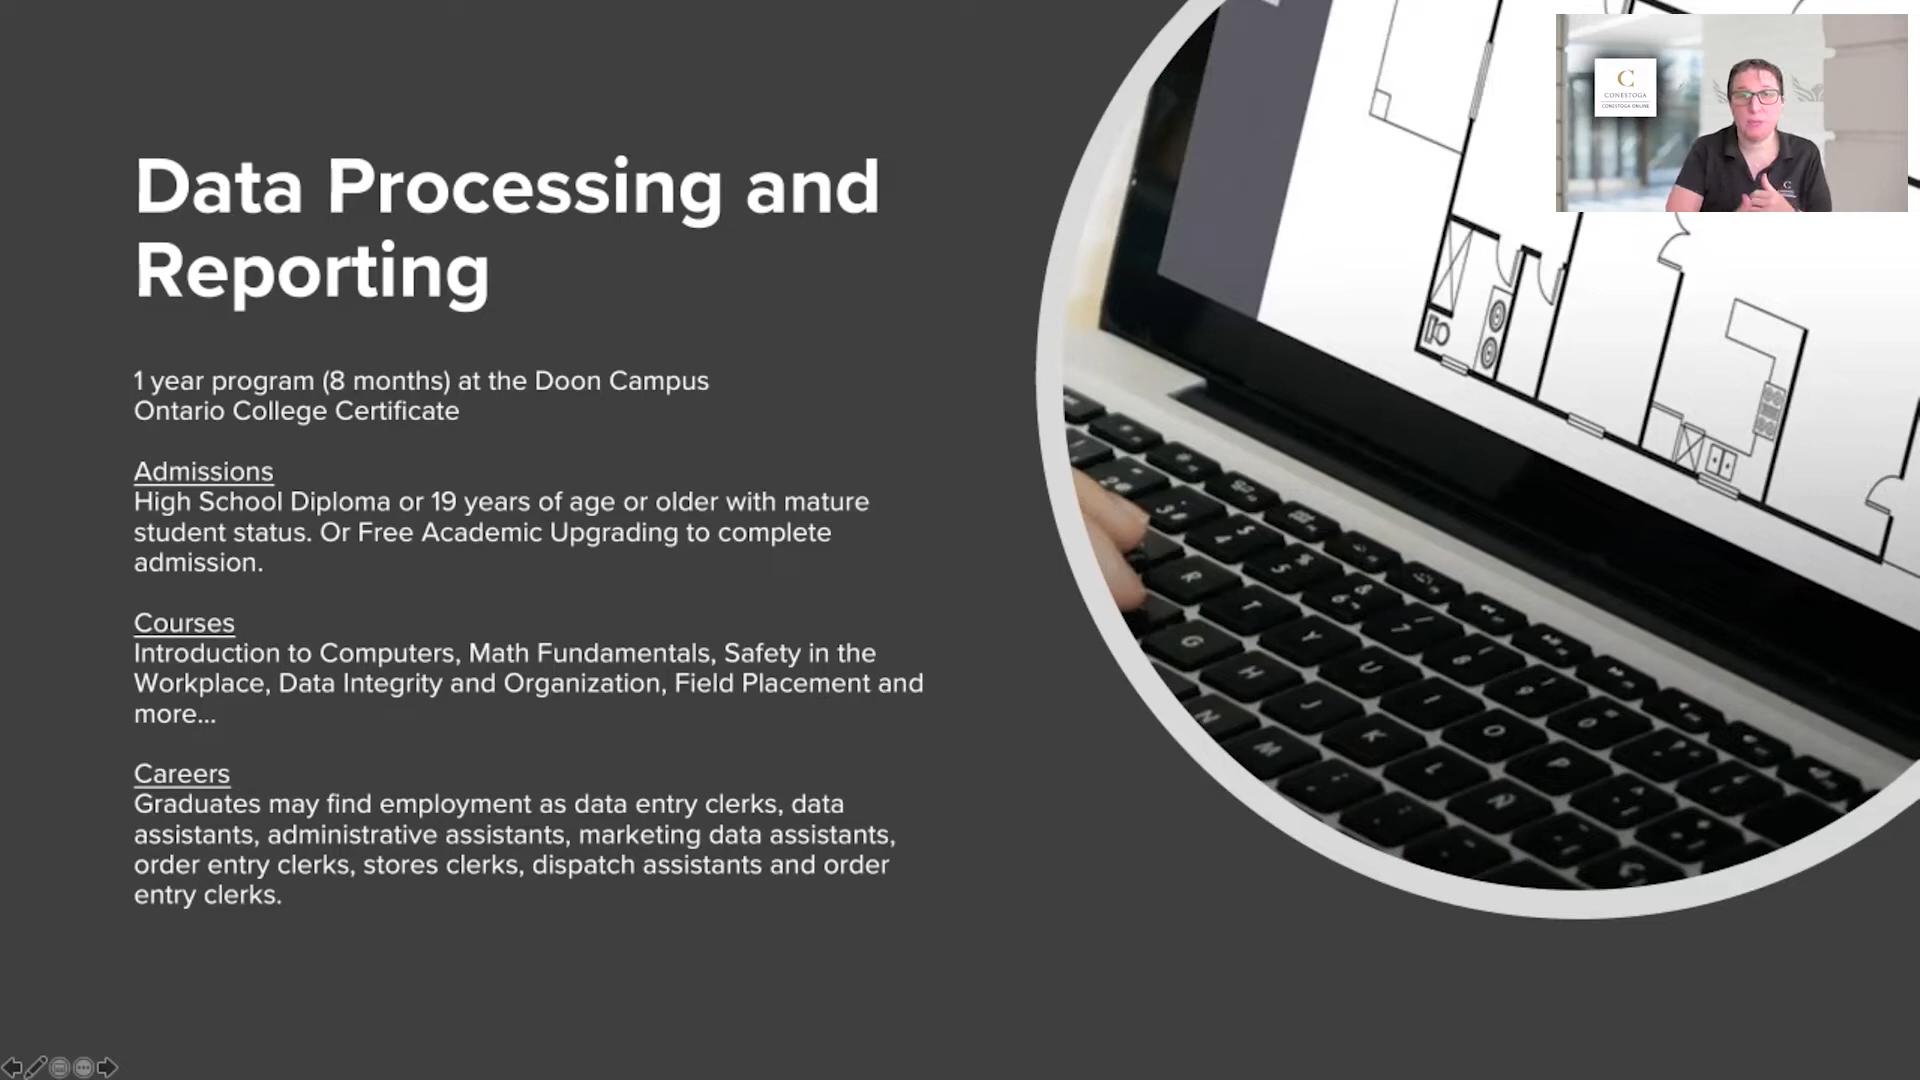 Data Processing and
Reporting
1 year program (8 months) at the Doon Campus
Ontario College Certificate
Admissions
High School Diploma or 19 years of age or older with mature
student status. Or Free Academic Upgrading to complete
admission.
Courses
Introduction to Computers, Math Fundamentals, Safety in the
Workplace, Data Integrity and Organization, Field Placement and
more...
Careers
Graduates may find employment as data entry clerks, data
assistants, administrative assistants, marketing data assistants,
order entry clerks, stores clerks, dispatch assistants and order
entry clerks.
C
CONESTOGA
CONESTOGA ONLINE
C